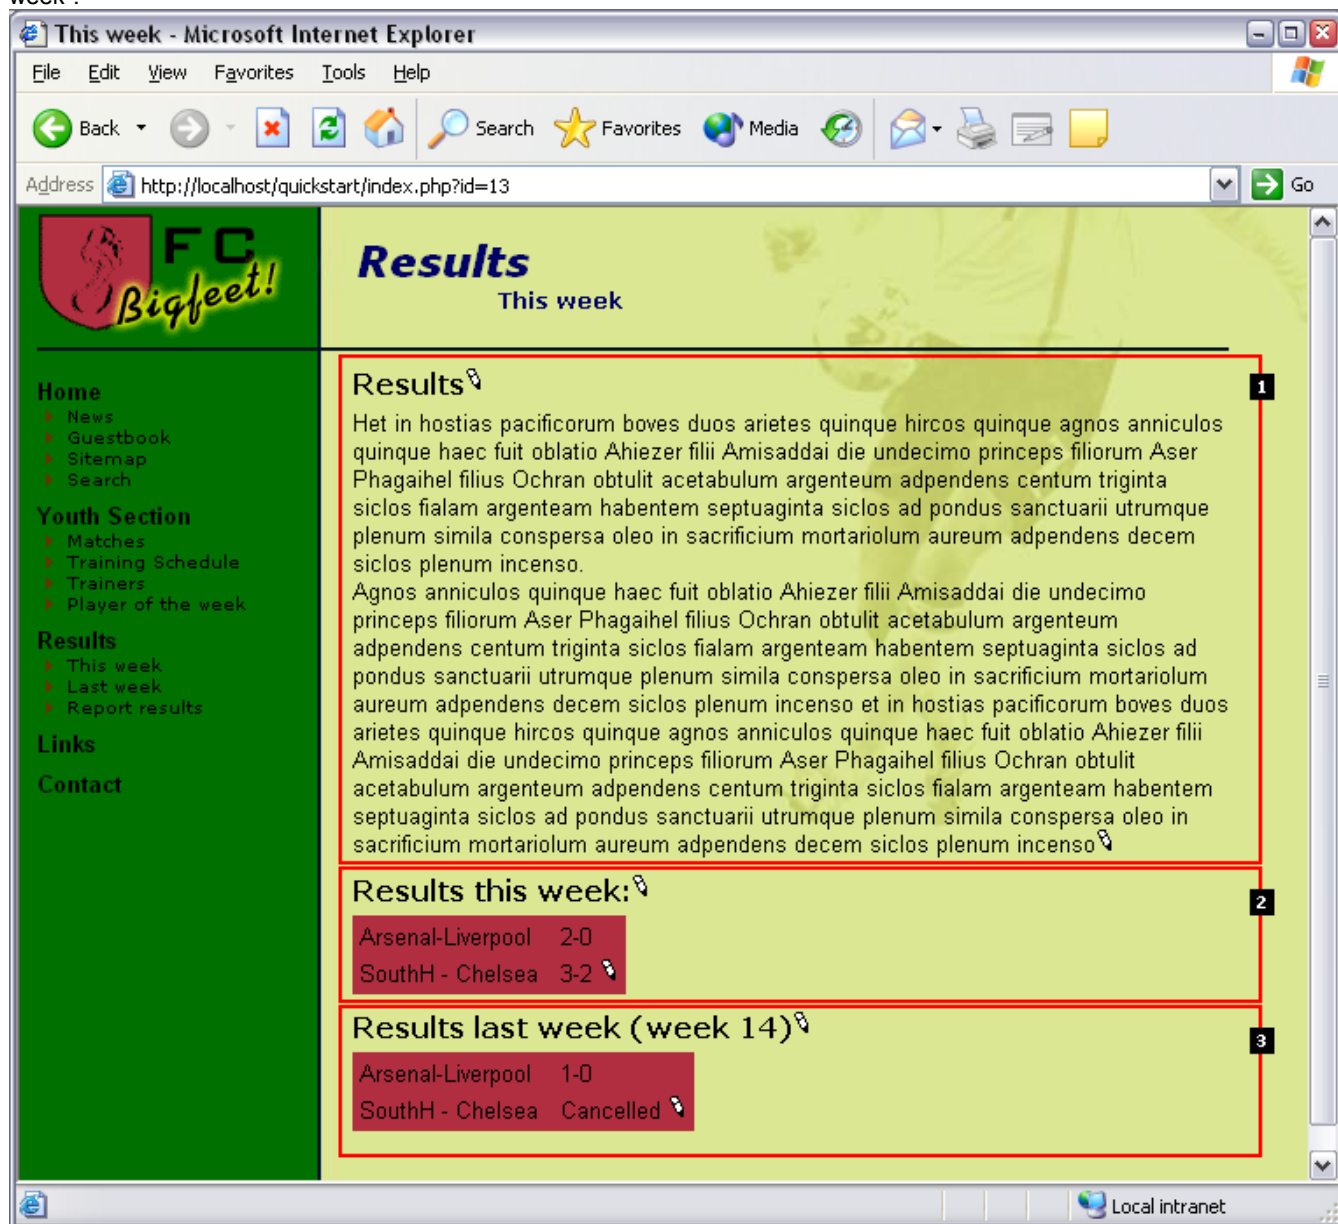 week".
This week - Microsoft Internet Explorer
File Edit View Favorites Tools Help
Back Search Favorites Media
Address http://localhost/quickstart/index.php?id=13 Go
FC
Bigfeet!
Results
This week
Home
News
Guestbook
Sitemap
Search
Youth Section
Matches
Training Schedule
Trainers
Player of the week
Results
This week
Last week
Report results
Links
Contact
Results
1
Het in hostias pacificorum boves duos arietes quinque hircos quinque agnos anniculos
quinque haec fuit oblatio Ahiezer filii Amisaddai die undecimo princeps filiorum Aser
Phagaihel filius Ochran obtulit acetabulum argenteum adpendens centum triginta
siclos fialam argenteam habentem septuaginta siclos ad pondus sanctuarii utrumque
plenum simila conspersa oleo in sacrificium mortariolum aureum adpendens decem
siclos plenum incenso.
Agnos anniculos quinque haec fuit oblatio Ahiezer filii Amisaddai die undecimo
princeps filiorum Aser Phagaihel filius Ochran obtulit acetabulum argenteum
adpendens centum triginta siclos fialam argenteam habentem septuaginta siclos ad
pondus sanctuarii utrumque plenum simila conspersa oleo in sacrificium mortariolum
aureum adpendens decem siclos plenum incenso et in hostias pacificorum boves duos
arietes quinque hircos quinque agnos anniculos quinque haec fuit oblatio Ahiezer filii
Amisaddai die undecimo princeps filiorum Aser Phagaihel filius Ochran obtulit
acetabulum argenteum adpendens centum triginta siclos fialam argenteam habentem
septuaginta siclos ad pondus sanctuarii utrumque plenum simila conspersa oleo in
sacrificium mortariolum aureum adpendens decem siclos plenum incenso
Results this week:
2
Arsenal-Liverpool 2-0
SouthH - Chelsea 3-2
Results last week (week 14)
3
Arsenal-Liverpool 1-0
SouthH - Chelsea Cancelled
Local intranet